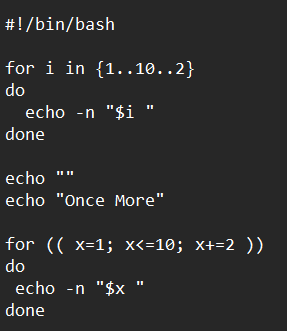 #!/bin/bash

for i in {1..10..2}
do
  echo -n "$i "
done

echo ""
echo "Once More"

for (( x=1; x<=10; x+=2 ))
do
 echo -n "$x "
done